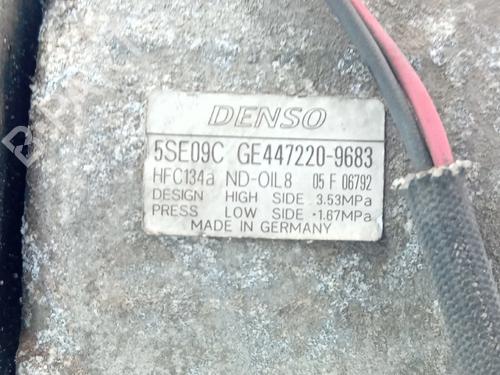 DENSO
5SE09C GE447220-9683
HFC134a ND-OIL8 05 F 06792
DESIGN HIGH SIDE 3.53MPa
PRESS LOW SIDE ·1.67MPa
MADE IN GERMANY